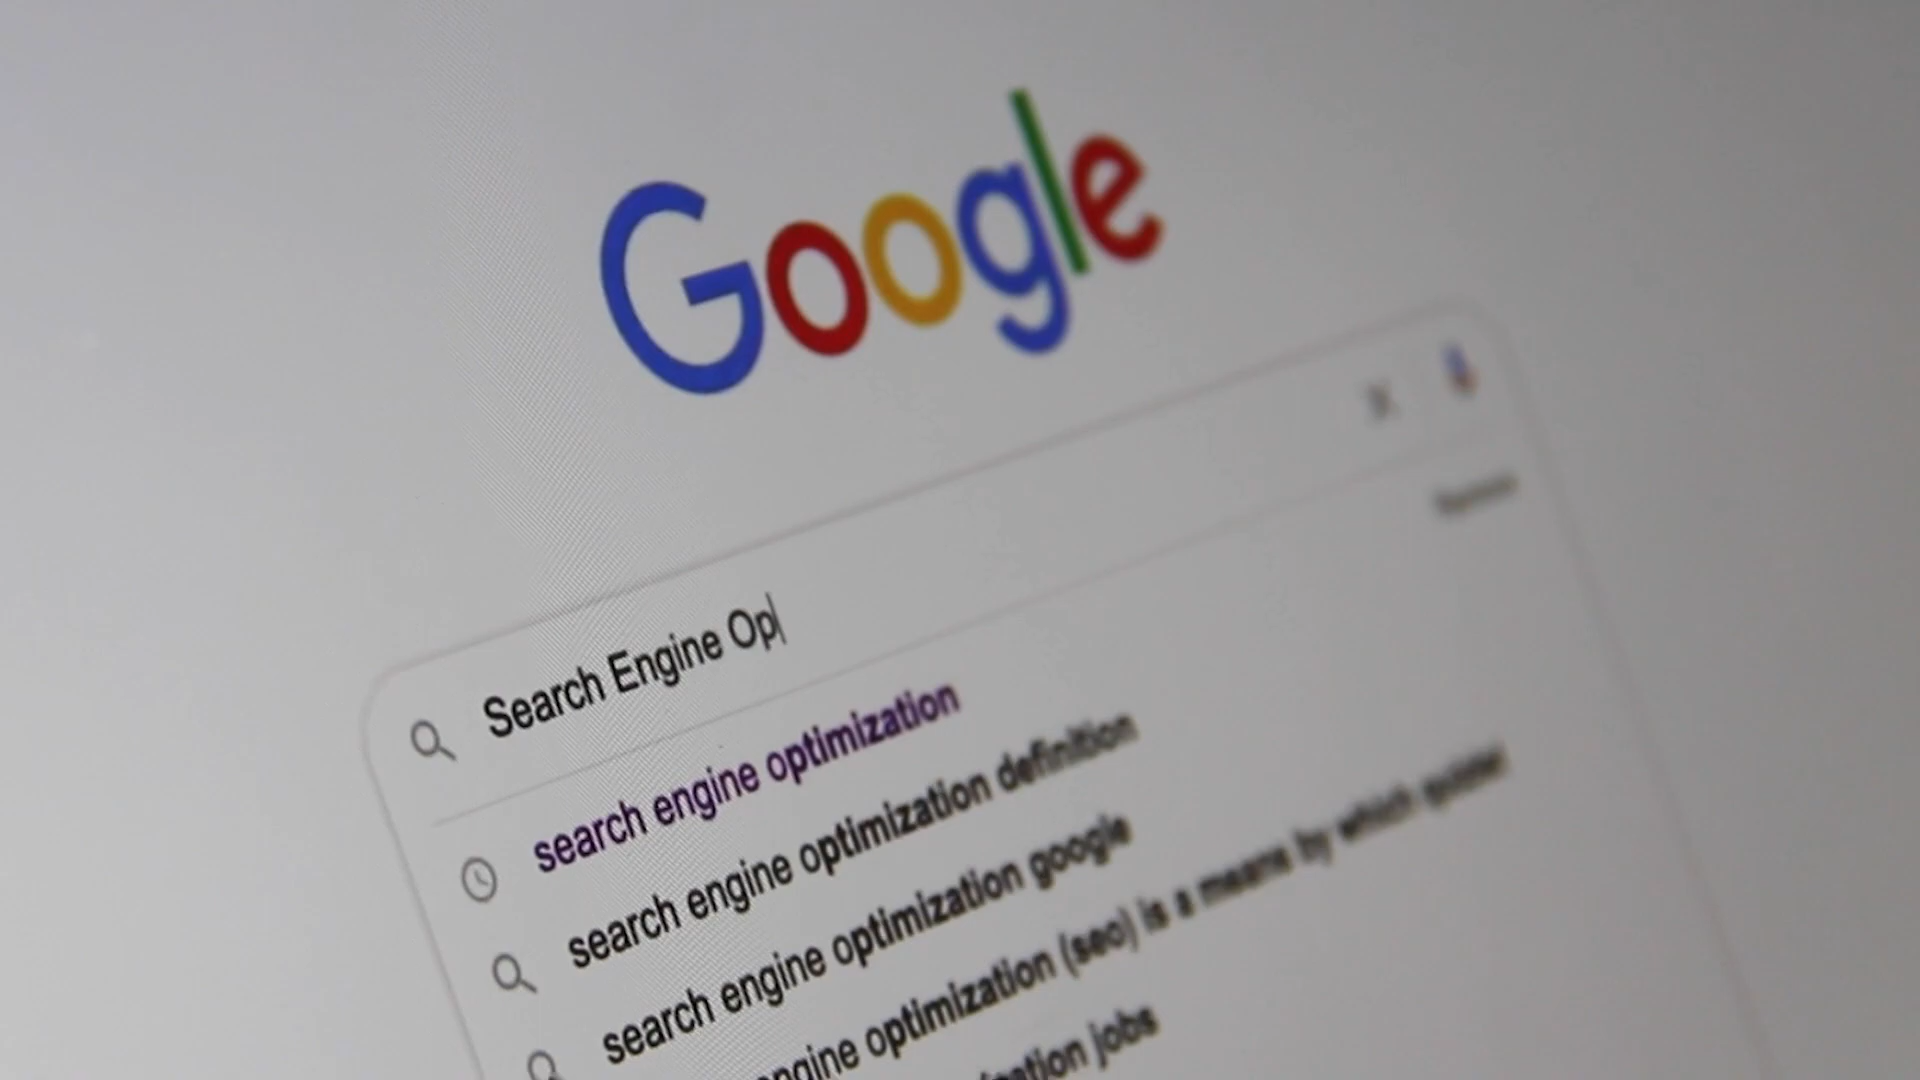 Google
Search Engine Op
search engine optimization
search engine optimization definition
search engine optimization google
engine optimization (seo) is a means by which
jobs